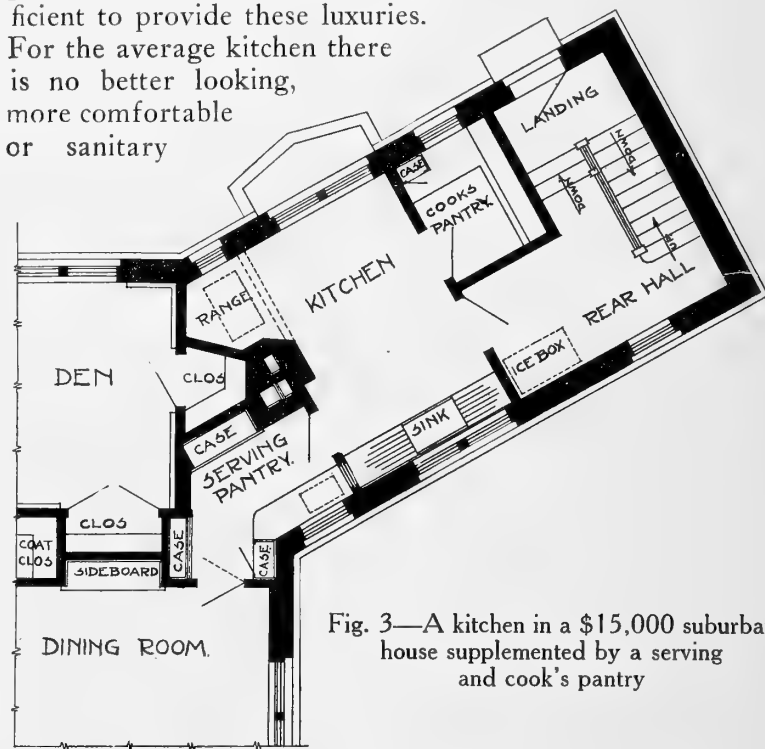 ficient to provide these luxuries.
For the average kitchen there
is no better looking,
more comfortable
or sanitary
LANDING
DOWN
DOWN
UP
CASE
COOKS
PANTRY.
KITCHEN
REAR HALL
RANGE
ICE BOX
DEN
CLOS
SINK
CASE
SERVING
PANTRY.
CLOS
COAT
CLOS
SIDEBOARD
CASE
CASE
DINING ROOM.
Fig. 3—A kitchen in a $15,000 suburba
house supplemented by a serving
and cook's pantry